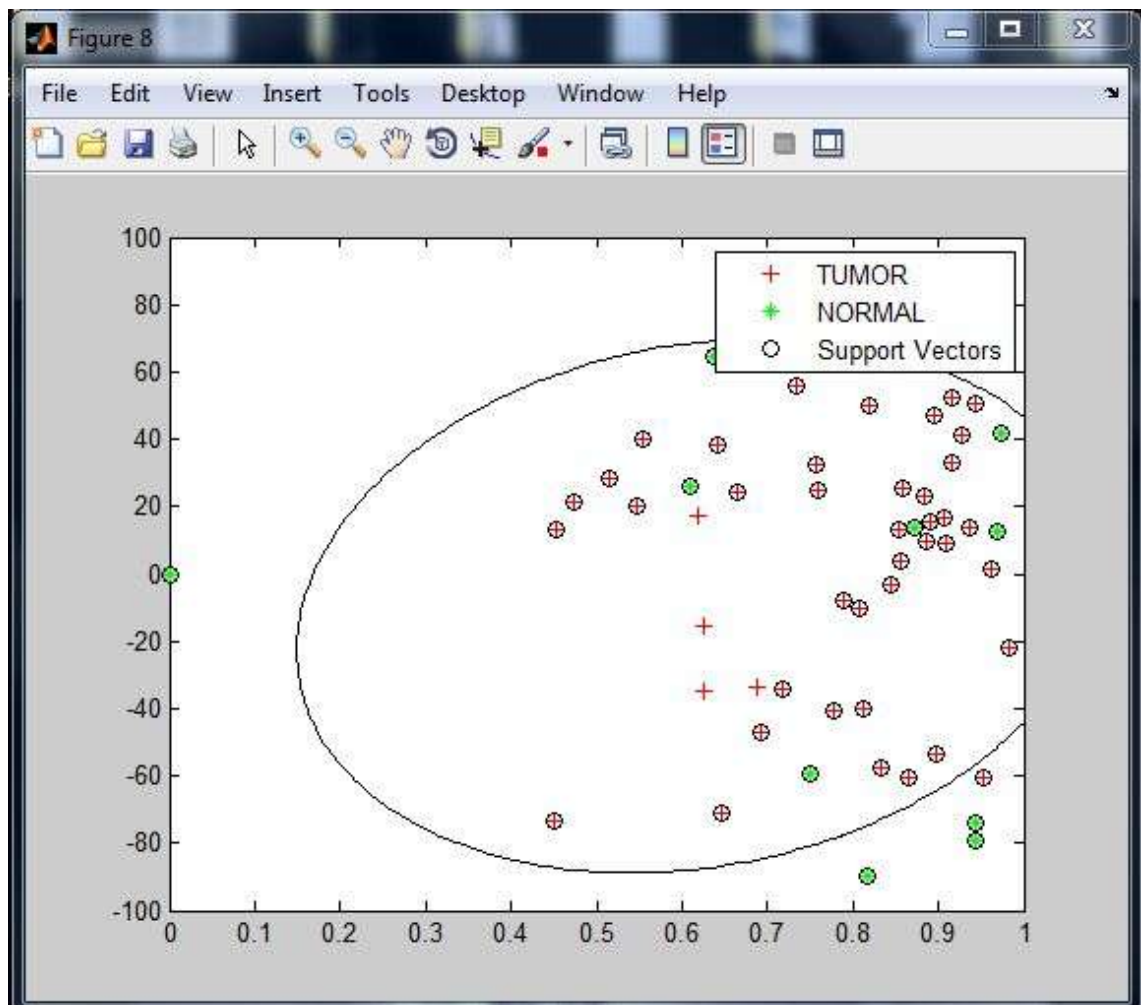 Figure 8
File Edit View Insert Tools Desktop Window Help
100
80
60
40
20
0
-20
-40
-60
-80
-100
0 0.1 0.2 0.3 0.4 0.5 0.6 0.7 0.8 0.9 1
TUMOR
NORMAL
Support Vectors